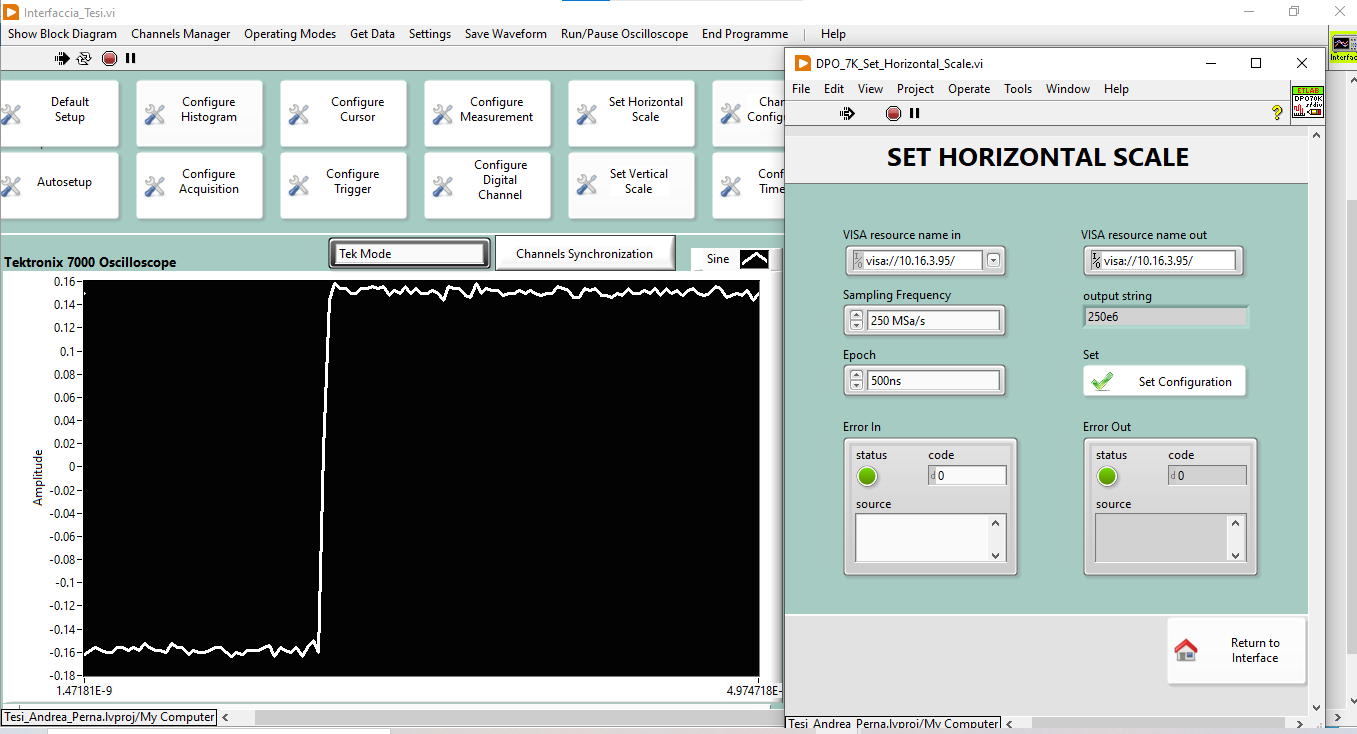 Interfaccia_Tesi.vi
Show Block Diagram Channels Manager Operating Modes Get Data Settings Save Waveform Run/Pause Oscilloscope End Programme Help
Default
Setup
Configure
Histogram
Configure
Cursor
Configure
Measurement
Set Horizontal
Scale
Autosetup
Configure
Acquisition
Configure
Trigger
Configure
Digital
Channel
Set Vertical
Scale
Tektronix 7000 Oscilloscope
Tek Mode
Channels Synchronization
Sine
Amplitude
0.16
0.14
0.12
0.1
0.08
0.06
0.04
0.02
0
-0.02
-0.04
-0.06
-0.08
-0.1
-0.12
-0.14
-0.16
-0.18
1.47181E-9
4.974718E-
Tesi_Andrea_Perna.lvproj/My Computer
DPO_7K_Set_Horizontal_Scale.vi
File Edit View Project Operate Tools Window Help
ETLAB
DPO70K
SET HORIZONTAL SCALE
VISA resource name in
visa://10.16.3.95/
VISA resource name out
visa://10.16.3.95/
Sampling Frequency
250 MSa/s
output string
250e6
Epoch
500ns
Set
Set Configuration
Error In
status code
d 0
source
Error Out
status code
d 0
source
Return to
Interface
Tesi_Andrea_Perna.lvproj/My Computer